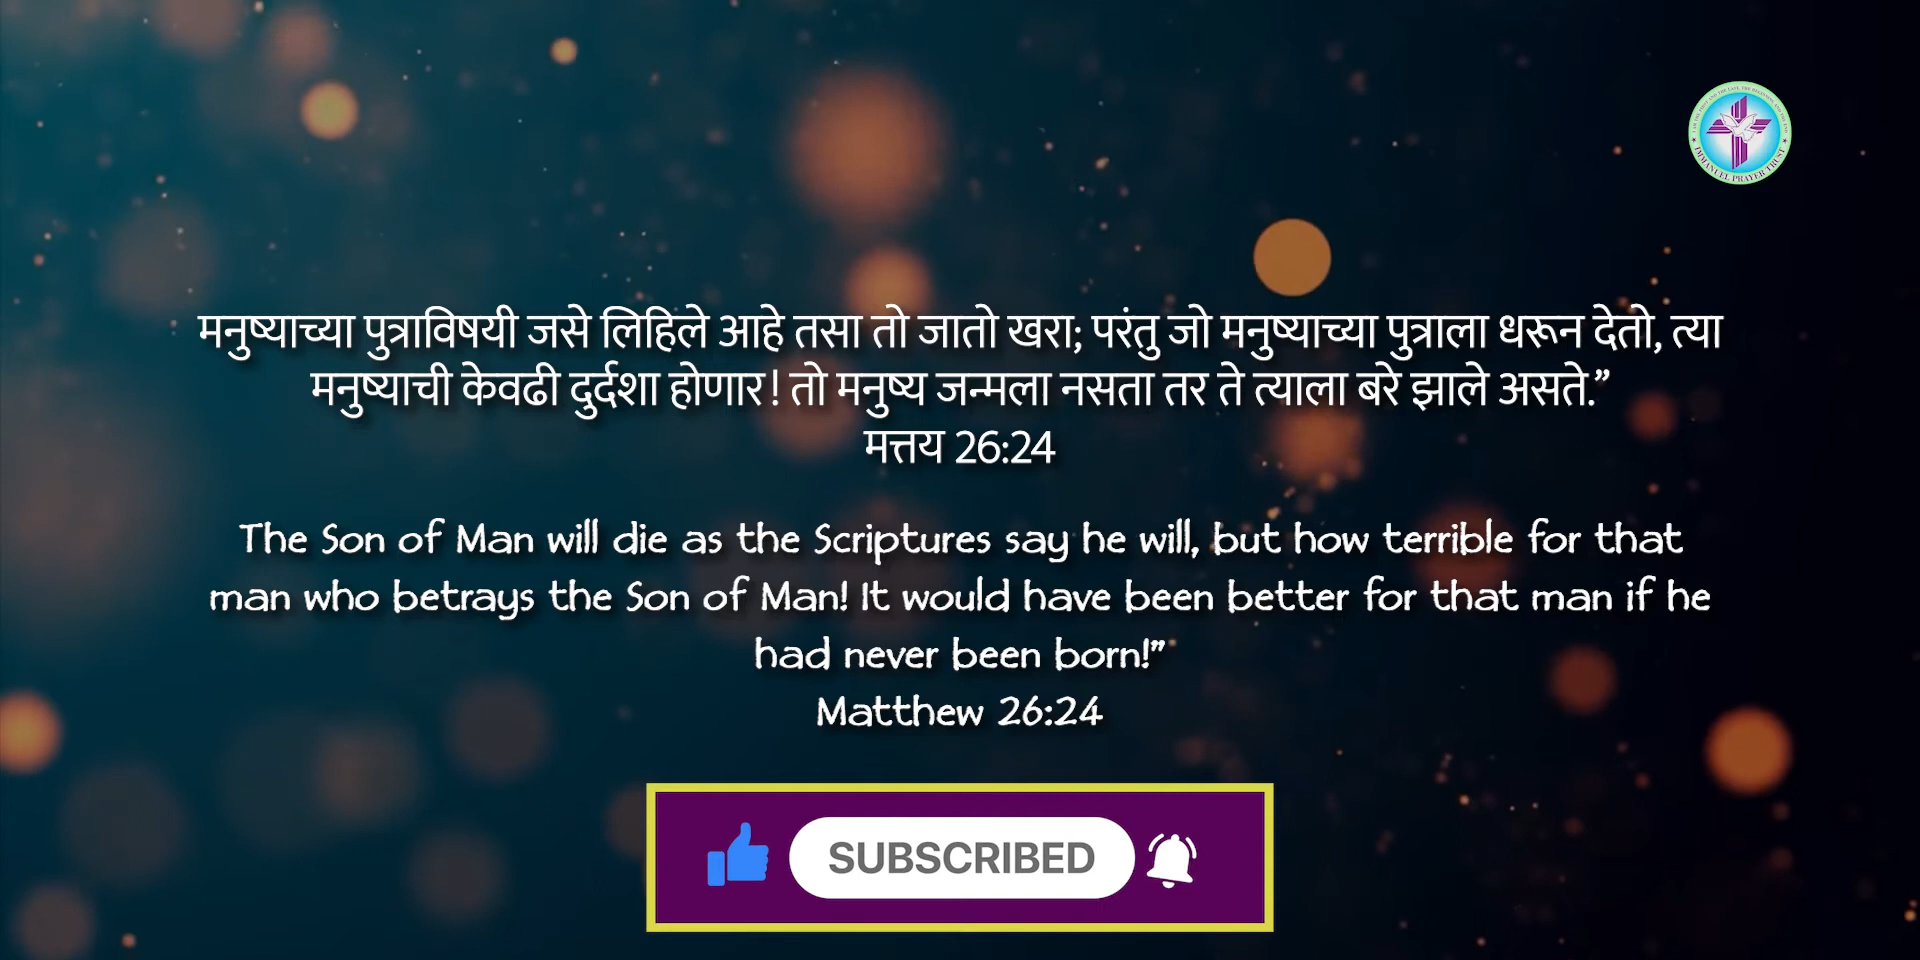 IMMANUEL PRAYER TRUST
मनुष्याच्या पुत्राविषयी जसे लिहिले आहे तसा तो जातो खरा; परंतु जो मनुष्याच्या पुत्राला धरून देतो, त्या
मनुष्याची केवढी दुर्दशा होणार! तो मनुष्य जन्मला नसता तर ते त्याला बरे झाले असते.”
मत्तय 26:24
The Son of Man will die as the Scriptures say he will, but how terrible for that
man who betrays the Son of Man! It would have been better for that man if he
had never been born!”
Matthew 26:24
SUBSCRIBED